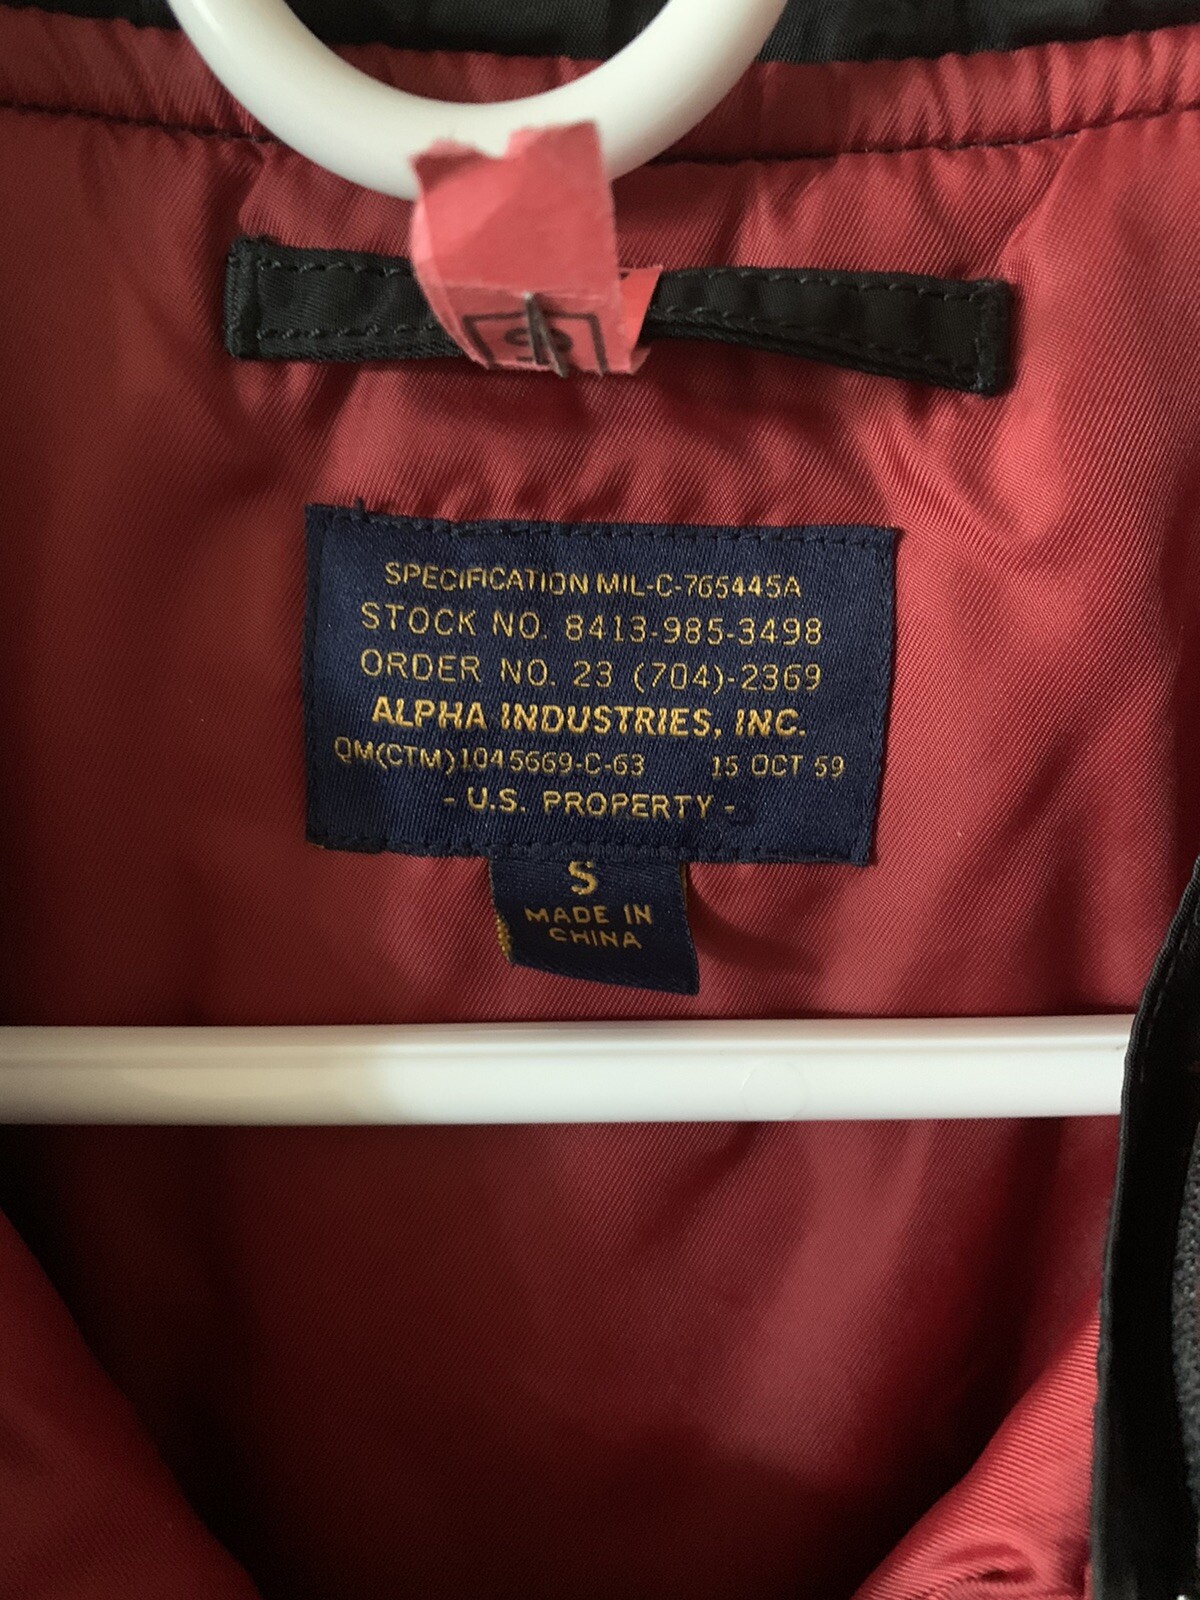 SPECIFICATION MIL-C-765445A
STOCK NO. 8413-985-3498
ORDER NO. 23 (704)-2369
ALPHA INDUSTRIES, INC.
QM(CTM)1045669-C-63 15 OCT 59
- U.S. PROPERTY -
S
MADE IN
CHINA